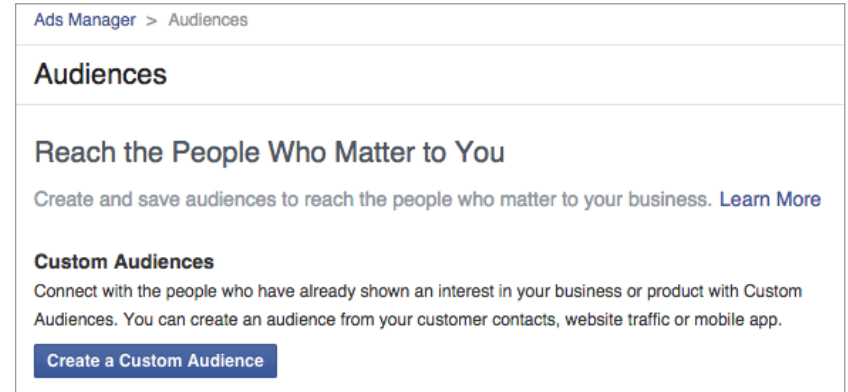 Ads Manager > Audiences
Audiences
Reach the People Who Matter to You
Create and save audiences to reach the people who matter to your business. Learn More
Custom Audiences
Connect with the people who have already shown an interest in your business or product with Custom
Audiences. You can create an audience from your customer contacts, website traffic or mobile app.
Create a Custom Audience